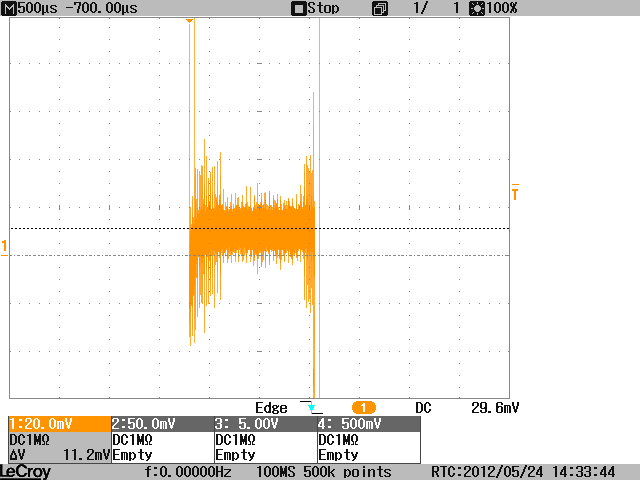 M 500µs -700.00µs Stop 1/ 1 100%
T
1
Edge 1 DC 29.6mV
1:20.0mV 2:50.0mV 3: 5.00V 4: 500mV
DC1MΩ DC1MΩ DC1MΩ DC1MΩ
ΔV 11.2mV Empty Empty Empty
LeCroy f:0.00000Hz 100MS 500k points RTC:2012/05/24 14:33:44